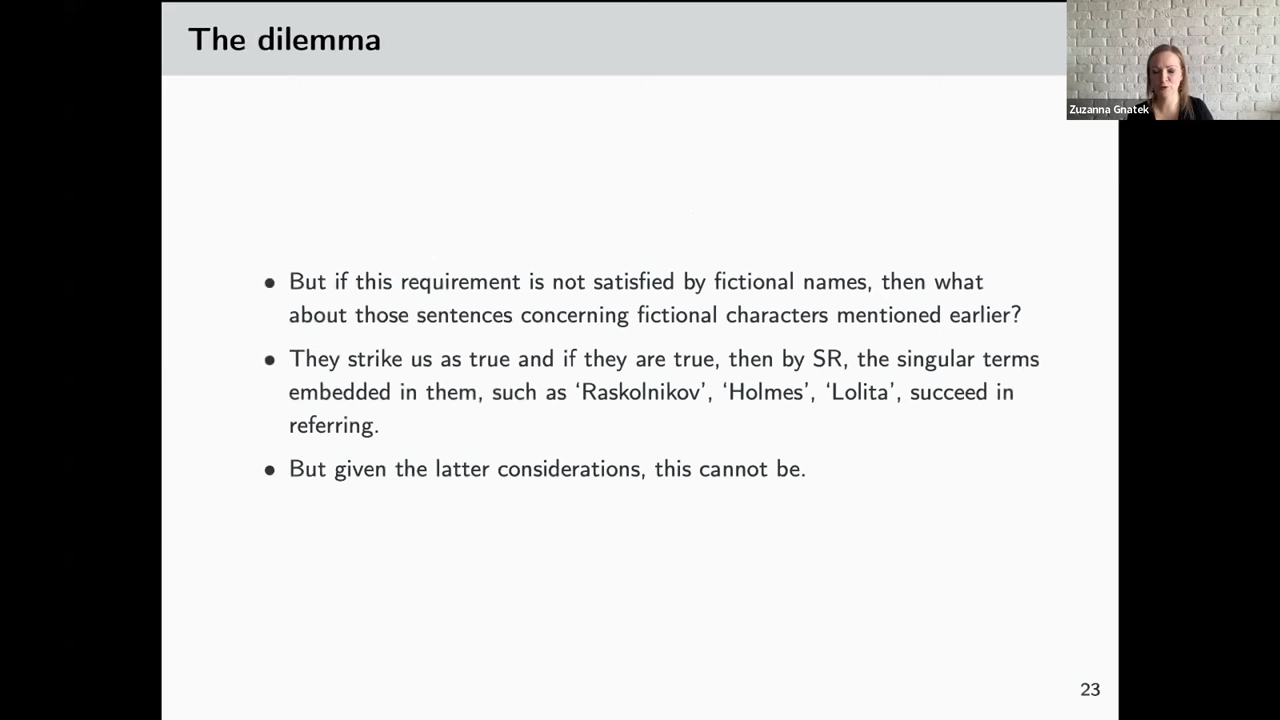 The dilemma
Zuzanna Gnatek
• But if this requirement is not satisfied by fictional names, then what
about those sentences concerning fictional characters mentioned earlier?
• They strike us as true and if they are true, then by SR, the singular terms
embedded in them, such as ‘Raskolnikov’, ‘Holmes’, ‘Lolita’, succeed in
referring.
• But given the latter considerations, this cannot be.
23